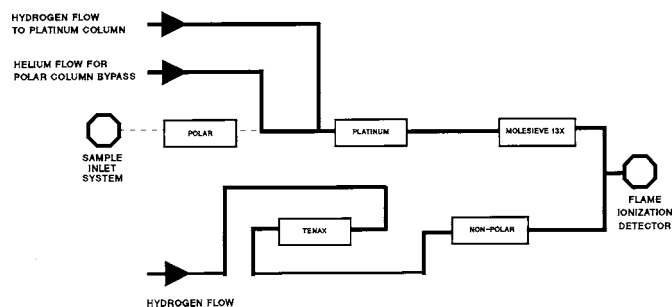 HYDROGEN FLOW
TO PLATINUM COLUMN
HELIUM FLOW FOR
POLAR COLUMN BYPASS
POLAR
PLATINUM
MOLESIEVE 13X
SAMPLE
INLET
SYSTEM
FLAME
IONIZATION
DETECTOR
TENAX
NON-POLAR
HYDROGEN FLOW